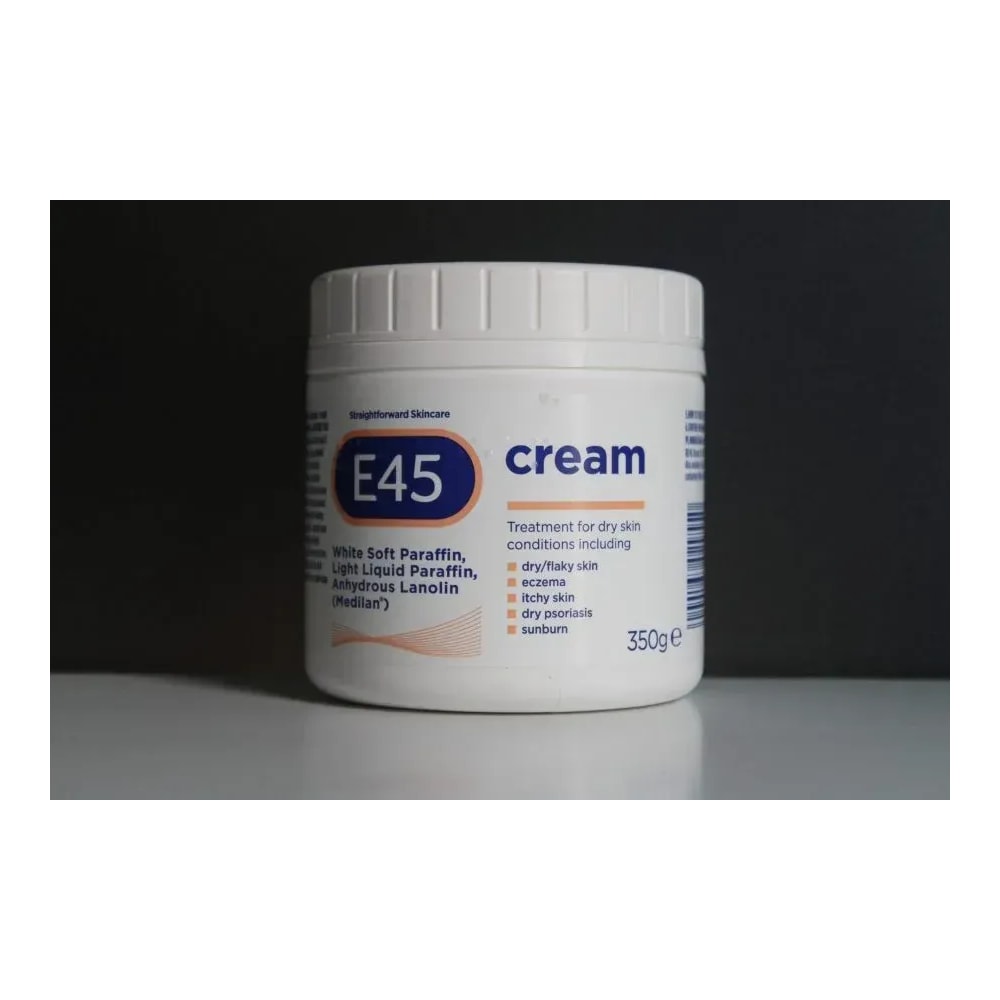 Straightforward Skincare
E45
cream
White Soft Paraffin,
Light Liquid Paraffin,
Anhydrous Lanolin
(Medilan®)
Treatment for dry skin
conditions including
dry/flaky skin
eczema
itchy skin
dry psoriasis
sunburn
350g℮